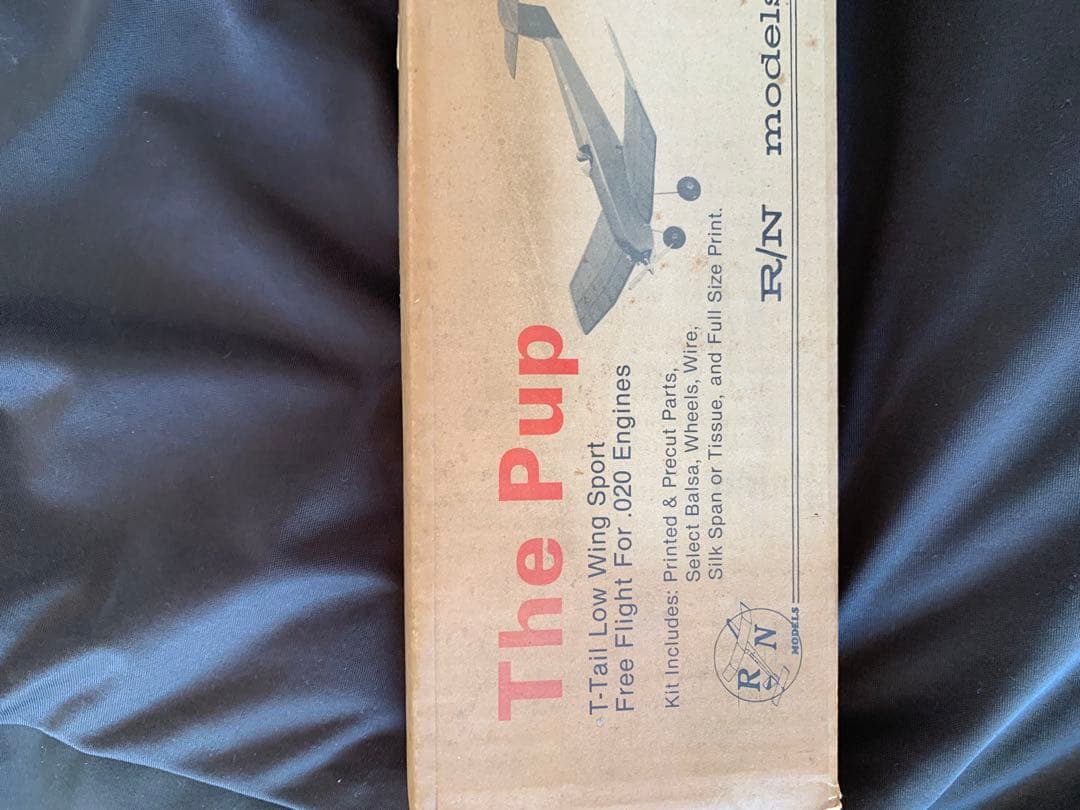 The Pup
T-Tail Low Wing Sport
Free Flight For .020 Engines
Kit Includes: Printed & Precut Parts,
Select Balsa, Wheels, Wire,
Silk Span or Tissue, and Full Size Print.
R/N models
R N
MODELS